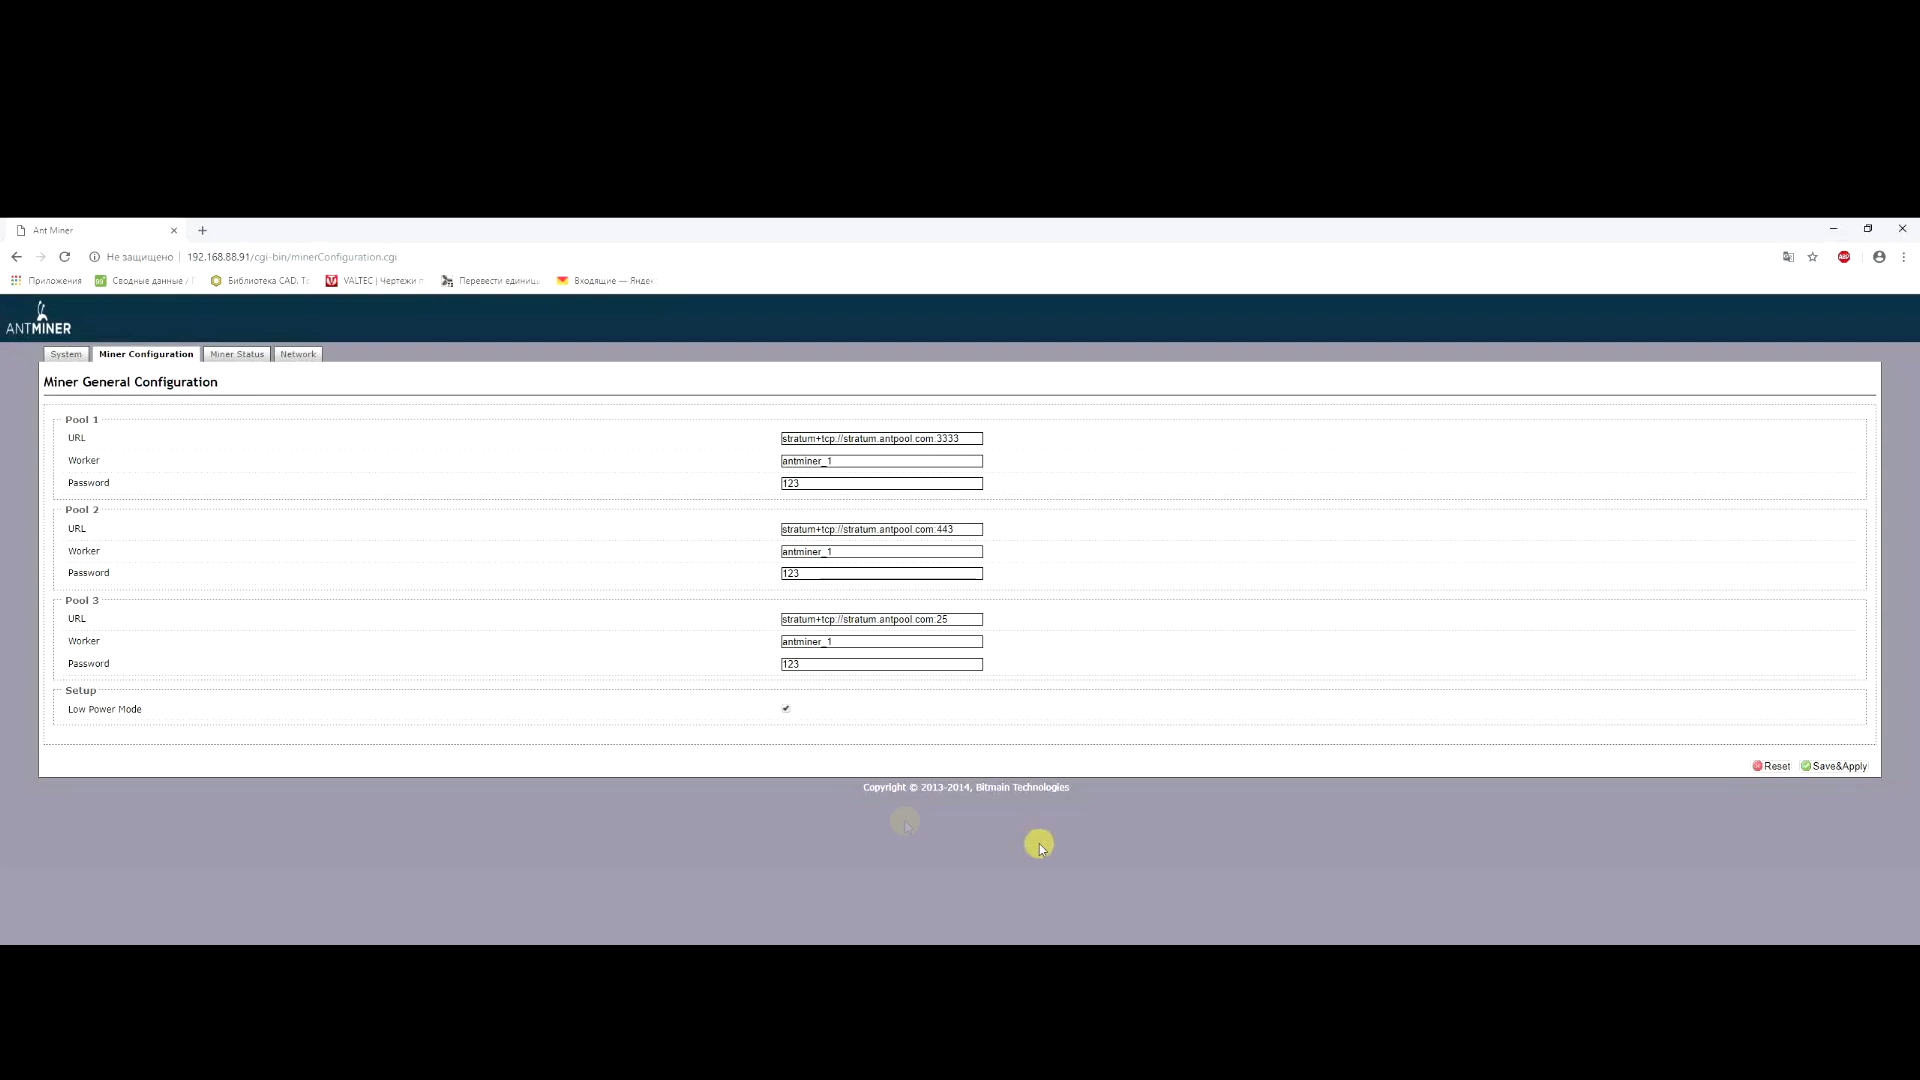 Ant Miner
Не защищено 192.168.88.91/cgi-bin/minerConfiguration.cgi
ABP
Приложения Сводные данные / Библиотека CAD, VALTEC | Чертежи Перевести единиц Входящие — Яндек
ANTMINER
System Miner Configuration Miner Status Network
Miner General Configuration
Pool 1
URL stratum+tcp://stratum.antpool.com:3333
Worker antminer_1
Password 123
Pool 2
URL stratum+tcp://stratum.antpool.com:443
Worker antminer_1
Password 123
Pool 3
URL stratum+tcp://stratum.antpool.com:25
Worker antminer_1
Password 123
Setup
Low Power Mode
Reset Save&Apply
Copyright © 2013-2014, Bitmain Technologies